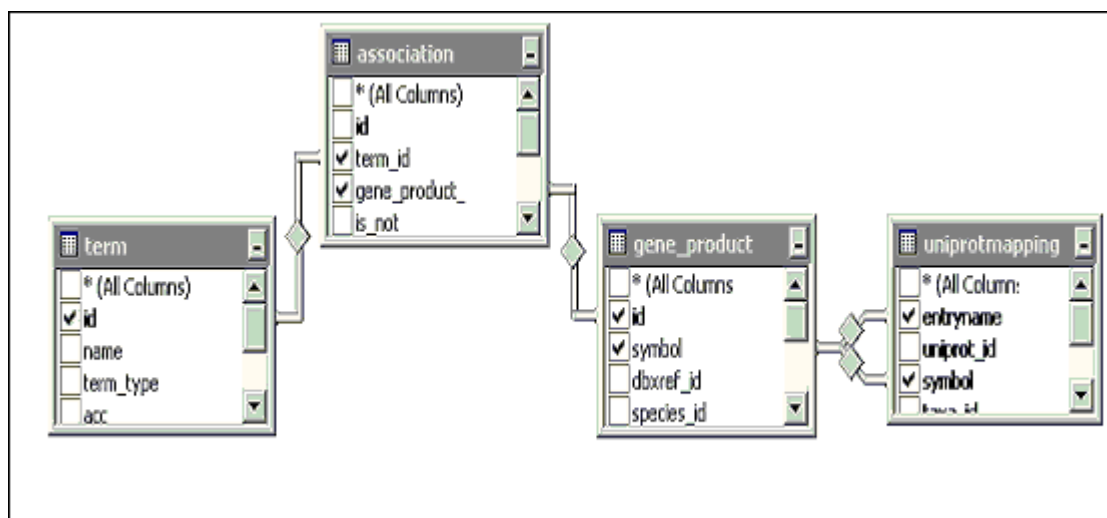 association
* (All Columns)
id
term_id
gene_product_
is_not
term
* (All Columns)
id
name
term_type
acc
gene_product
* (All Columns
id
symbol
dbxref_id
species_id
uniprotmapping
* (All Column:
entryname
uniprot_id
symbol